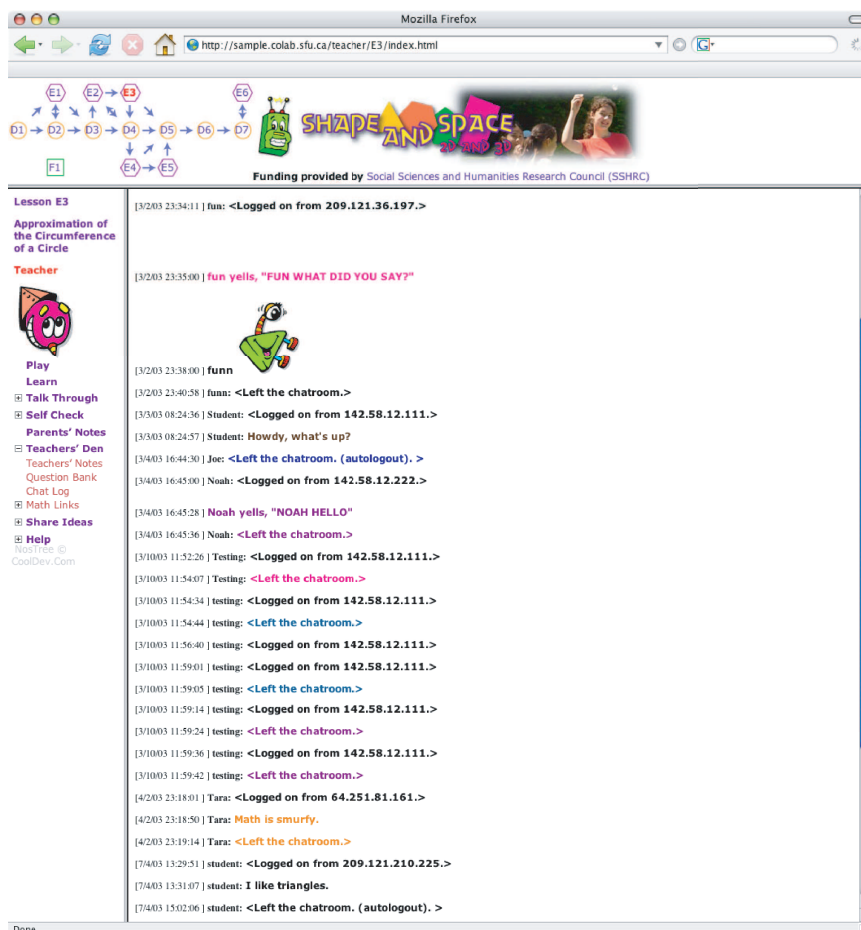 Mozilla Firefox
http://sample.colab.sfu.ca/teacher/E3/index.html
G
E1 E2 E3 E6
D1 D2 D3 D4 D5 D6 D7
F1 E4 E5
SHAPE AND SPACE
2D AND 3D
Funding provided by Social Sciences and Humanities Research Council (SSHRC)
Lesson E3
Approximation of
the Circumference
of a Circle
Teacher
Play
Learn
Talk Through
Self Check
Parents' Notes
Teachers' Den
Teachers' Notes
Question Bank
Chat Log
Math Links
Share Ideas
Help
NosTree ©
CoolDev.Com
[3/2/03 23:34:11 ] fun: <Logged on from 209.121.36.197.>
[3/2/03 23:35:00 ] fun yells, "FUN WHAT DID YOU SAY?"
[3/2/03 23:38:00 ] funn
[3/2/03 23:40:58 ] funn: <Left the chatroom.>
[3/3/03 08:24:36 ] Student: <Logged on from 142.58.12.111.>
[3/3/03 08:24:57 ] Student: Howdy, what's up?
[3/4/03 16:44:30 ] Joe: <Left the chatroom. (autologout). >
[3/4/03 16:45:00 ] Noah: <Logged on from 142.58.12.222.>
[3/4/03 16:45:28 ] Noah yells, "NOAH HELLO"
[3/4/03 16:45:36 ] Noah: <Left the chatroom.>
[3/10/03 11:52:26 ] Testing: <Logged on from 142.58.12.111.>
[3/10/03 11:54:07 ] Testing: <Left the chatroom.>
[3/10/03 11:54:34 ] testing: <Logged on from 142.58.12.111.>
[3/10/03 11:54:44 ] testing: <Left the chatroom.>
[3/10/03 11:56:40 ] testing: <Logged on from 142.58.12.111.>
[3/10/03 11:59:01 ] testing: <Logged on from 142.58.12.111.>
[3/10/03 11:59:05 ] testing: <Left the chatroom.>
[3/10/03 11:59:14 ] testing: <Logged on from 142.58.12.111.>
[3/10/03 11:59:24 ] testing: <Left the chatroom.>
[3/10/03 11:59:36 ] testing: <Logged on from 142.58.12.111.>
[3/10/03 11:59:42 ] testing: <Left the chatroom.>
[4/2/03 23:18:01 ] Tara: <Logged on from 64.251.81.161.>
[4/2/03 23:18:50 ] Tara: Math is smurfy.
[4/2/03 23:19:14 ] Tara: <Left the chatroom.>
[7/4/03 13:29:51 ] student: <Logged on from 209.121.210.225.>
[7/4/03 13:31:07 ] student: I like triangles.
[7/4/03 15:02:06 ] student: <Left the chatroom. (autologout). >
Done